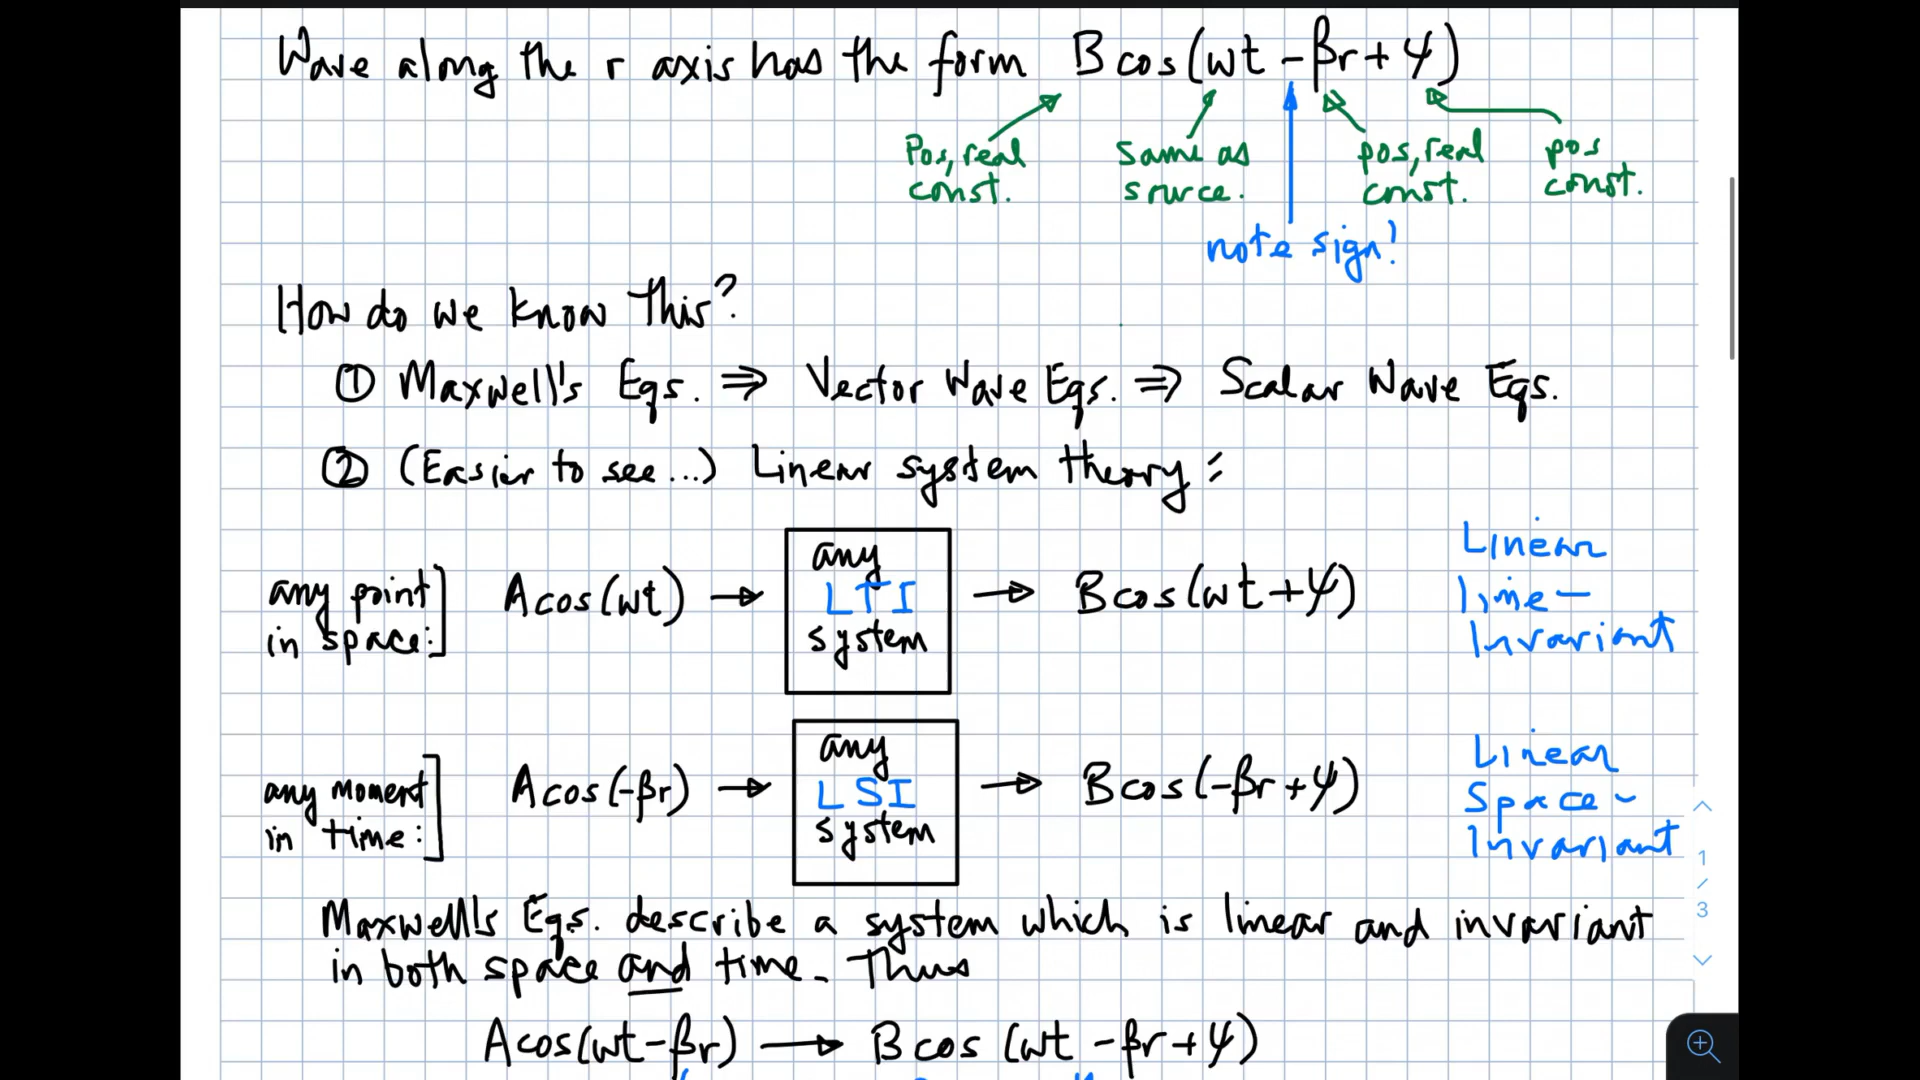 Wave along the r axis has the form B cos(ωt − βr + ψ)
Pos, real const.
same as source.
pos, real const.
pos const.
note sign!
How do we know this?
① Maxwell's Eqs. ⇒ Vector Wave Eqs. ⇒ Scalar Wave Eqs.
② (Easier to see...) Linear system theory:
any point in space:] A cos(ωt) → any LTI system → B cos(ωt + ψ)
Linear
Time-
Invariant
any moment in time:] A cos(-βr) → any LSI system → B cos(-βr + ψ)
Linear
Space-
Invariant
Maxwell's Eqs. describe a system which is linear and invariant
in both space and time. Thus
A cos(ωt - βr) → B cos (ωt - βr + ψ)
1
/
3